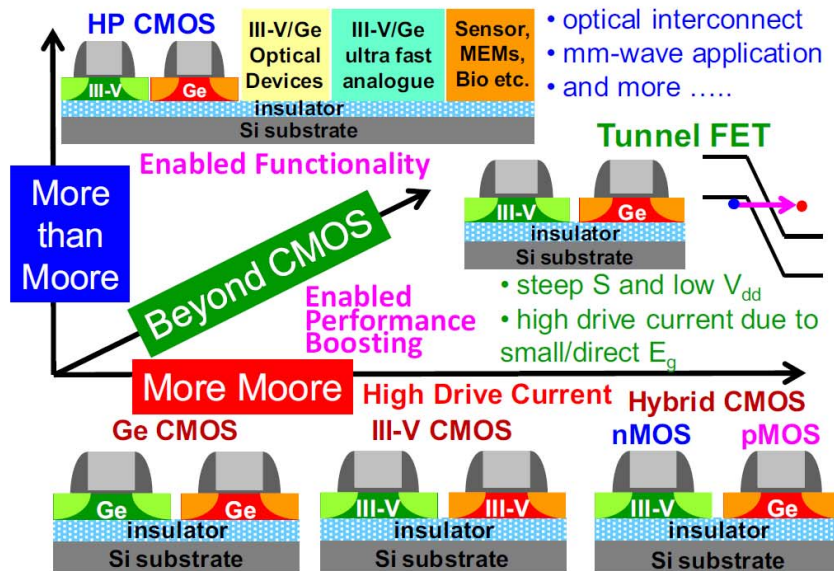 HP CMOS
III-V/Ge
Optical
Devices
III-V/Ge
ultra fast
analogue
Sensor,
MEMs,
Bio etc.
• optical interconnect
• mm-wave application
• and more .....
III-V
Ge
insulator
Si substrate
Enabled Functionality
Tunnel FET
III-V
Ge
insulator
Si substrate
More
than
Moore
Beyond CMOS
Enabled
Performance
Boosting
• steep S and low Vdd
• high drive current due to
small/direct Eg
More Moore
High Drive Current
Ge CMOS
III-V CMOS
Hybrid CMOS
nMOS
pMOS
Ge
Ge
insulator
Si substrate
III-V
III-V
insulator
Si substrate
III-V
Ge
insulator
Si substrate